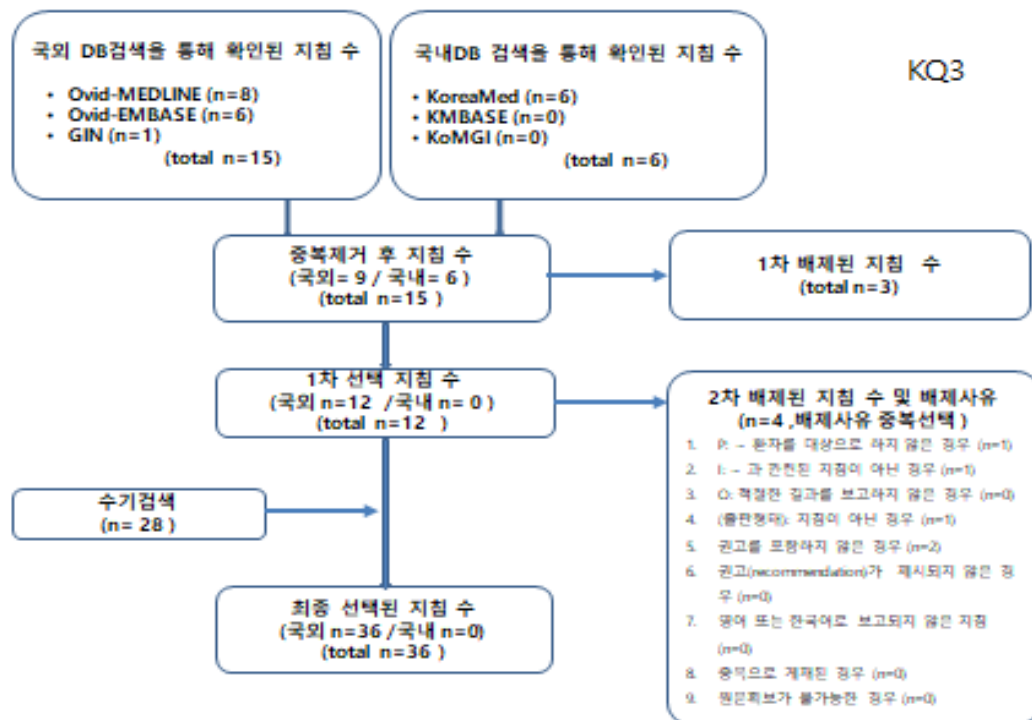 국외 DB검색을 통해 확인된 지침 수
• Ovid-MEDLINE (n=8)
• Ovid-EMBASE (n=6)
• GIN (n=1)
(total n=15)
국내DB 검색을 통해 확인된 지침 수
• KoreaMed (n=6)
• KMBASE (n=0)
• KoMGI (n=0)
(total n=6)
KQ3
중복제거 후 지침 수
(국외= 9 / 국내= 6 )
(total n=15 )
1차 배제된 지침 수
(total n=3)
1차 선택 지침 수
(국외 n=12 /국내 n= 0 )
(total n=12 )
2차 배제된 지침 수 및 배제사유
(n=4 ,배제사유 중복선택 )
1. P: ~ 환자를 대상으로 하지 않은 경우 (n=1)
2. I: ~ 과 관련된 지침이 아닌 경우 (n=1)
3. O: 적절한 결과를 보고하지 않은 경우 (n=0)
4. (출판형태): 지침이 아닌 경우 (n=1)
5. 권고를 포함하지 않은 경우 (n=2)
6. 권고(recommendation)가 제시되지 않은 경
우 (n=0)
7. 영어 또는 한국어로 보고되지 않은 지침
(n=0)
8. 중복으로 게재된 경우 (n=0)
9. 원문확보가 불가능한 경우 (n=0)
수기검색
(n= 28 )
최종 선택된 지침 수
(국외 n=36 /국내 n=0)
(total n=36 )